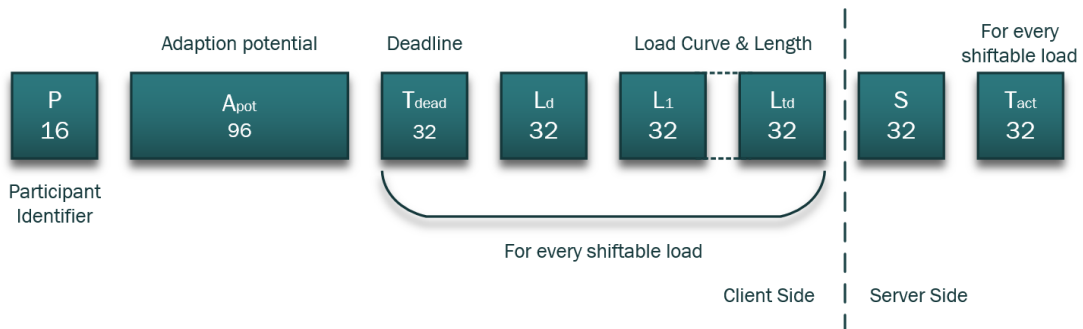 Adaption potential
Deadline
Load Curve & Length
For every
shiftable load
P
16
Apot
96
Tdead
32
Ld
32
L1
32
Ltd
32
S
32
Tact
32
Participant
Identifier
For every shiftable load
Client Side
Server Side